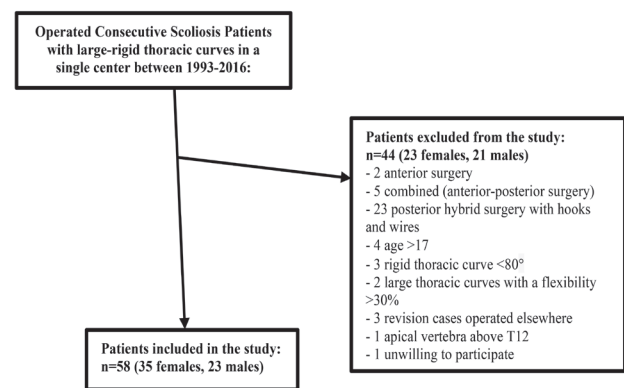 Operated Consecutive Scoliosis Patients
with large-rigid thoracic curves in a
single center between 1993-2016:
Patients excluded from the study:
n=44 (23 females, 21 males)
- 2 anterior surgery
- 5 combined (anterior-posterior surgery)
- 23 posterior hybrid surgery with hooks
and wires
- 4 age >17
- 3 rigid thoracic curve <80°
- 2 large thoracic curves with a flexibility
>30%
- 3 revision cases operated elsewhere
- 1 apical vertebra above T12
- 1 unwilling to participate
Patients included in the study:
n=58 (35 females, 23 males)